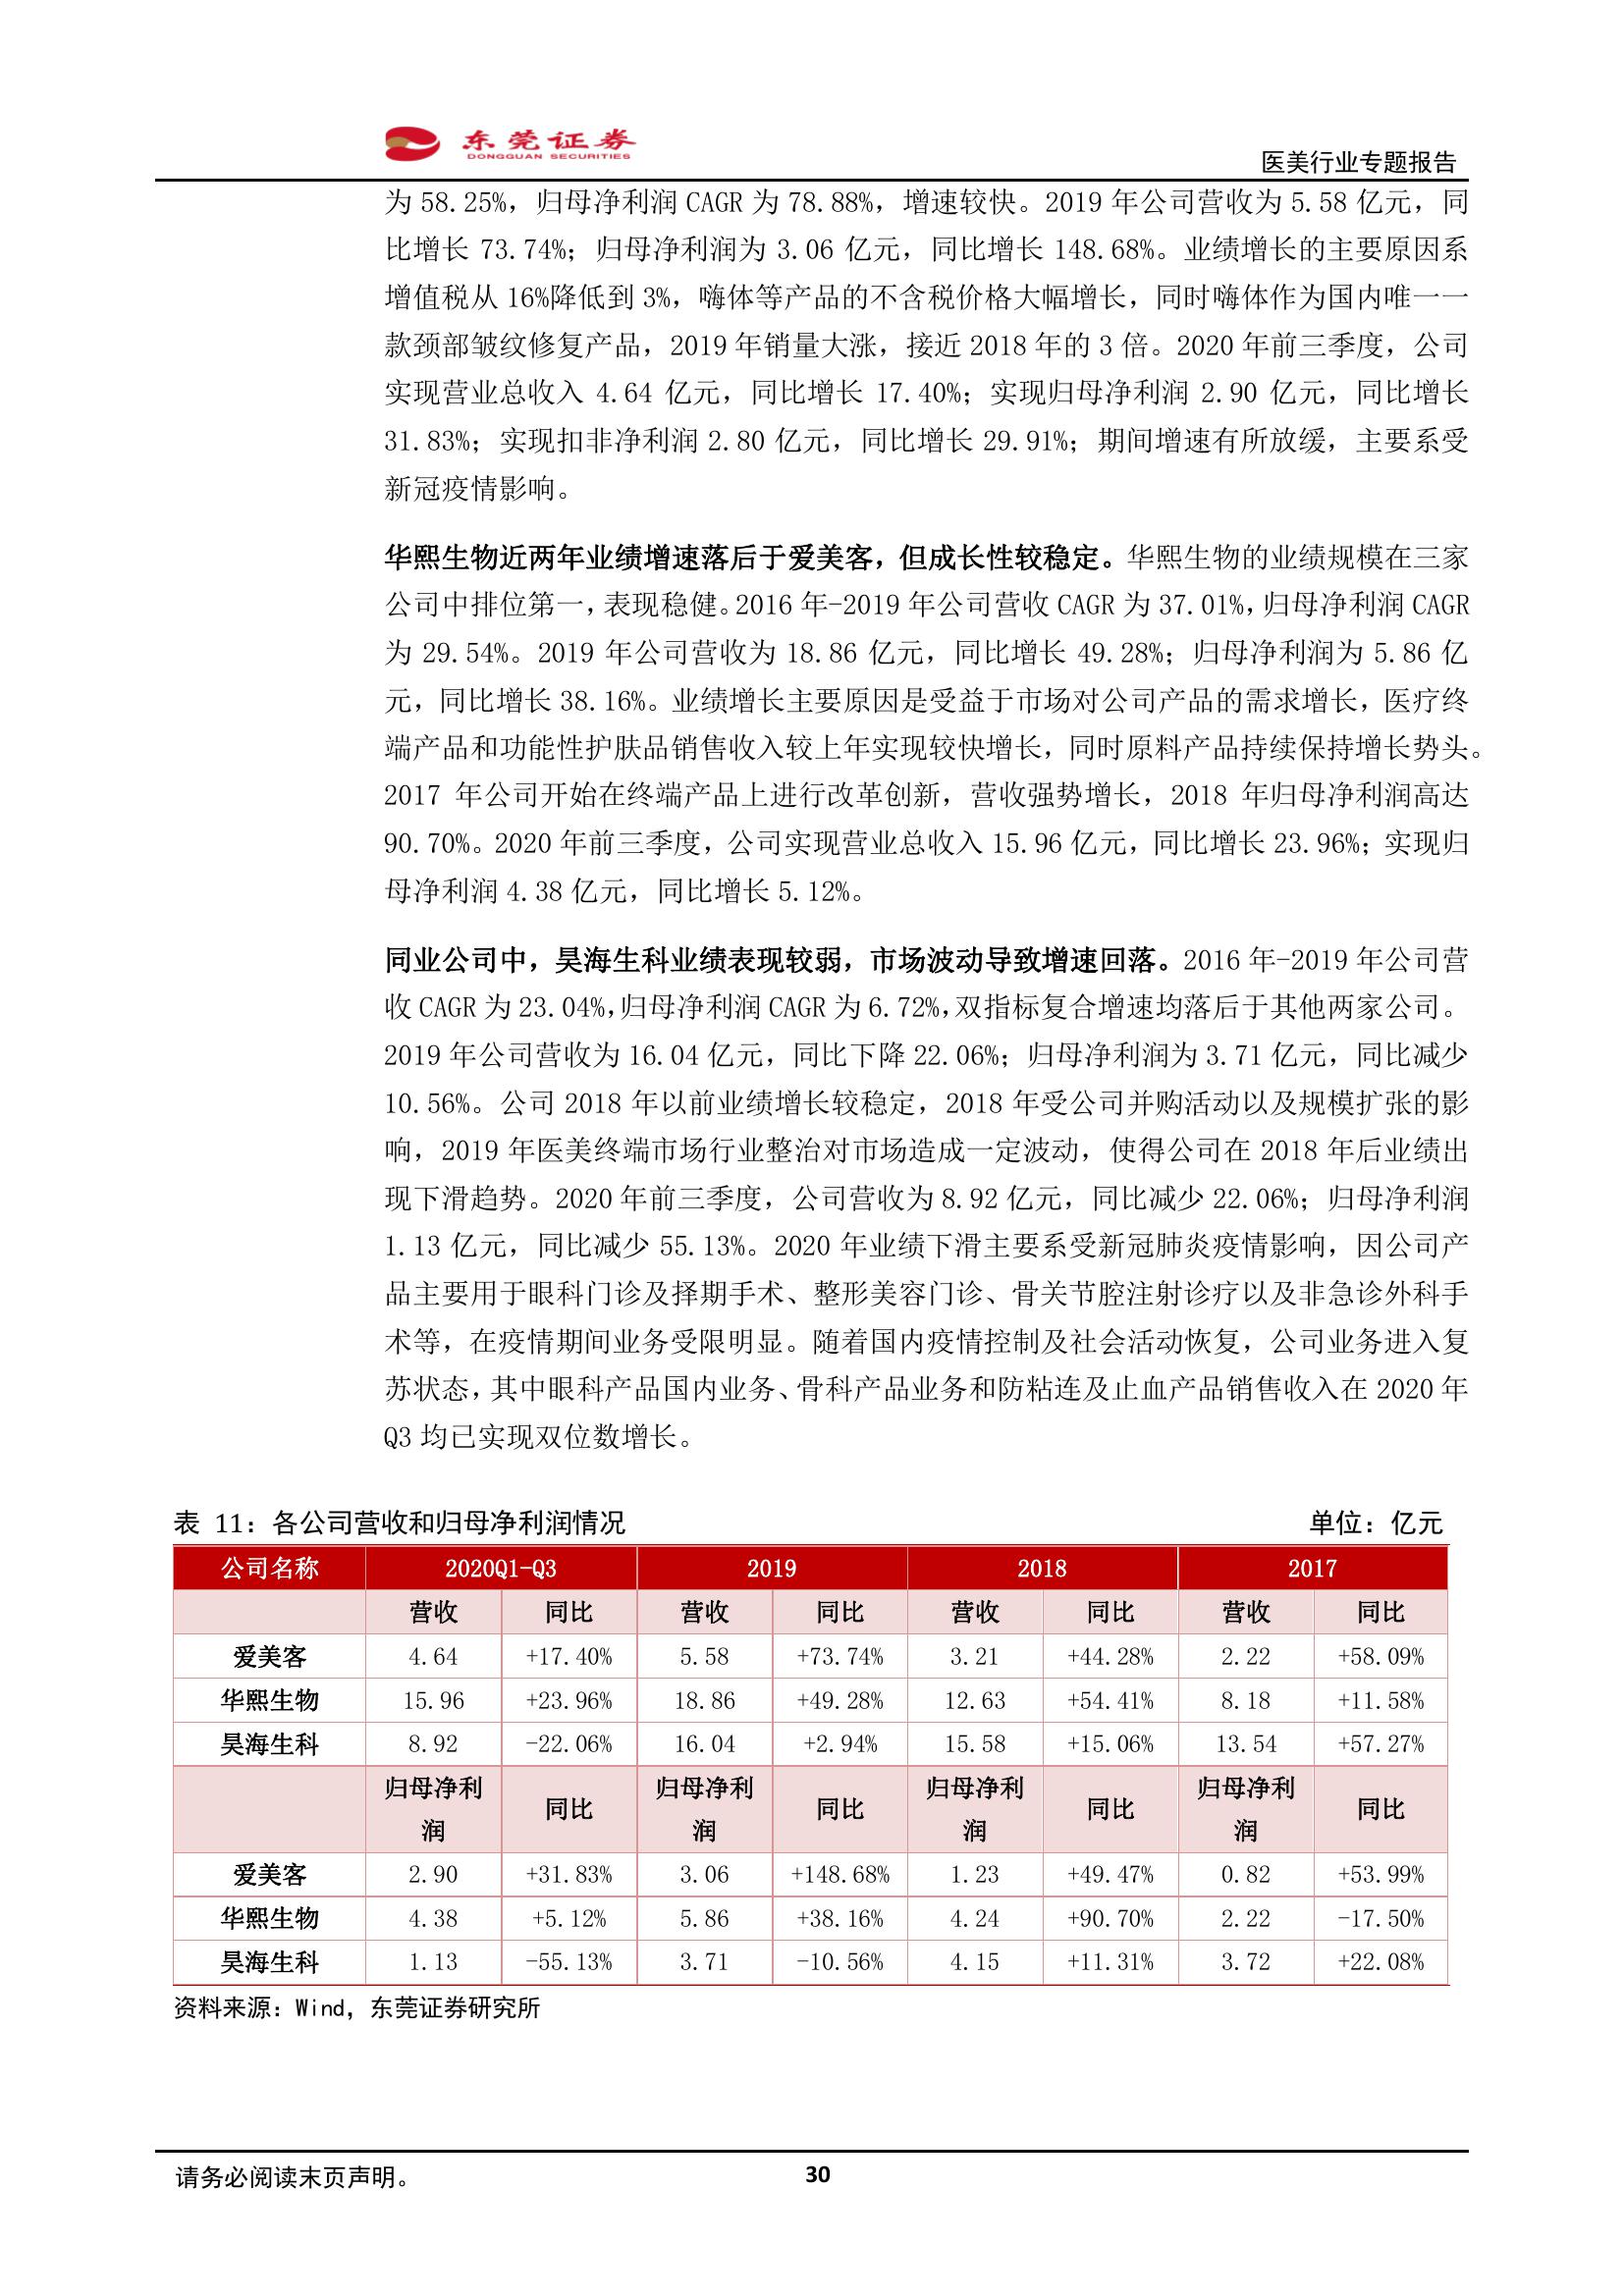 东莞证券
DONGGUAN SECURITIES
医美行业专题报告
为 58.25%，归母净利润 CAGR 为 78.88%，增速较快。2019 年公司营收为 5.58 亿元，同
比增长 73.74%；归母净利润为 3.06 亿元，同比增长 148.68%。业绩增长的主要原因系
增值税从 16%降低到 3%，嗨体等产品的不含税价格大幅增长，同时嗨体作为国内唯一一
款颈部皱纹修复产品，2019 年销量大涨，接近 2018 年的 3 倍。2020 年前三季度，公司
实现营业总收入 4.64 亿元，同比增长 17.40%；实现归母净利润 2.90 亿元，同比增长
31.83%；实现扣非净利润 2.80 亿元，同比增长 29.91%；期间增速有所放缓，主要系受
新冠疫情影响。
华熙生物近两年业绩增速落后于爱美客，但成长性较稳定。华熙生物的业绩规模在三家
公司中排位第一，表现稳健。2016 年-2019 年公司营收 CAGR 为 37.01%，归母净利润 CAGR
为 29.54%。2019 年公司营收为 18.86 亿元，同比增长 49.28%；归母净利润为 5.86 亿
元，同比增长 38.16%。业绩增长主要原因是受益于市场对公司产品的需求增长，医疗终
端产品和功能性护肤品销售收入较上年实现较快增长，同时原料产品持续保持增长势头。
2017 年公司开始在终端产品上进行改革创新，营收强势增长，2018 年归母净利润高达
90.70%。2020 年前三季度，公司实现营业总收入 15.96 亿元，同比增长 23.96%；实现归
母净利润 4.38 亿元，同比增长 5.12%。
同业公司中，昊海生科业绩表现较弱，市场波动导致增速回落。2016 年-2019 年公司营
收 CAGR 为 23.04%，归母净利润 CAGR 为 6.72%，双指标复合增速均落后于其他两家公司。
2019 年公司营收为 16.04 亿元，同比下降 22.06%；归母净利润为 3.71 亿元，同比减少
10.56%。公司 2018 年以前业绩增长较稳定，2018 年受公司并购活动以及规模扩张的影
响，2019 年医美终端市场行业整治对市场造成一定波动，使得公司在 2018 年后业绩出
现下滑趋势。2020 年前三季度，公司营收为 8.92 亿元，同比减少 22.06%；归母净利润
1.13 亿元，同比减少 55.13%。2020 年业绩下滑主要系受新冠肺炎疫情影响，因公司产
品主要用于眼科门诊及择期手术、整形美容门诊、骨关节腔注射诊疗以及非急诊外科手
术等，在疫情期间业务受限明显。随着国内疫情控制及社会活动恢复，公司业务进入复
苏状态，其中眼科产品国内业务、骨科产品业务和防粘连及止血产品销售收入在 2020 年
Q3 均已实现双位数增长。
表 11：各公司营收和归母净利润情况 单位：亿元
公司名称 2020Q1-Q3 2019 2018 2017
营收 同比 营收 同比 营收 同比 营收 同比
爱美客 4.64 +17.40% 5.58 +73.74% 3.21 +44.28% 2.22 +58.09%
华熙生物 15.96 +23.96% 18.86 +49.28% 12.63 +54.41% 8.18 +11.58%
昊海生科 8.92 -22.06% 16.04 +2.94% 15.58 +15.06% 13.54 +57.27%
归母净利润 同比 归母净利润 同比 归母净利润 同比 归母净利润 同比
爱美客 2.90 +31.83% 3.06 +148.68% 1.23 +49.47% 0.82 +53.99%
华熙生物 4.38 +5.12% 5.86 +38.16% 4.24 +90.70% 2.22 -17.50%
昊海生科 1.13 -55.13% 3.71 -10.56% 4.15 +11.31% 3.72 +22.08%
资料来源：Wind，东莞证券研究所
请务必阅读末页声明。
30